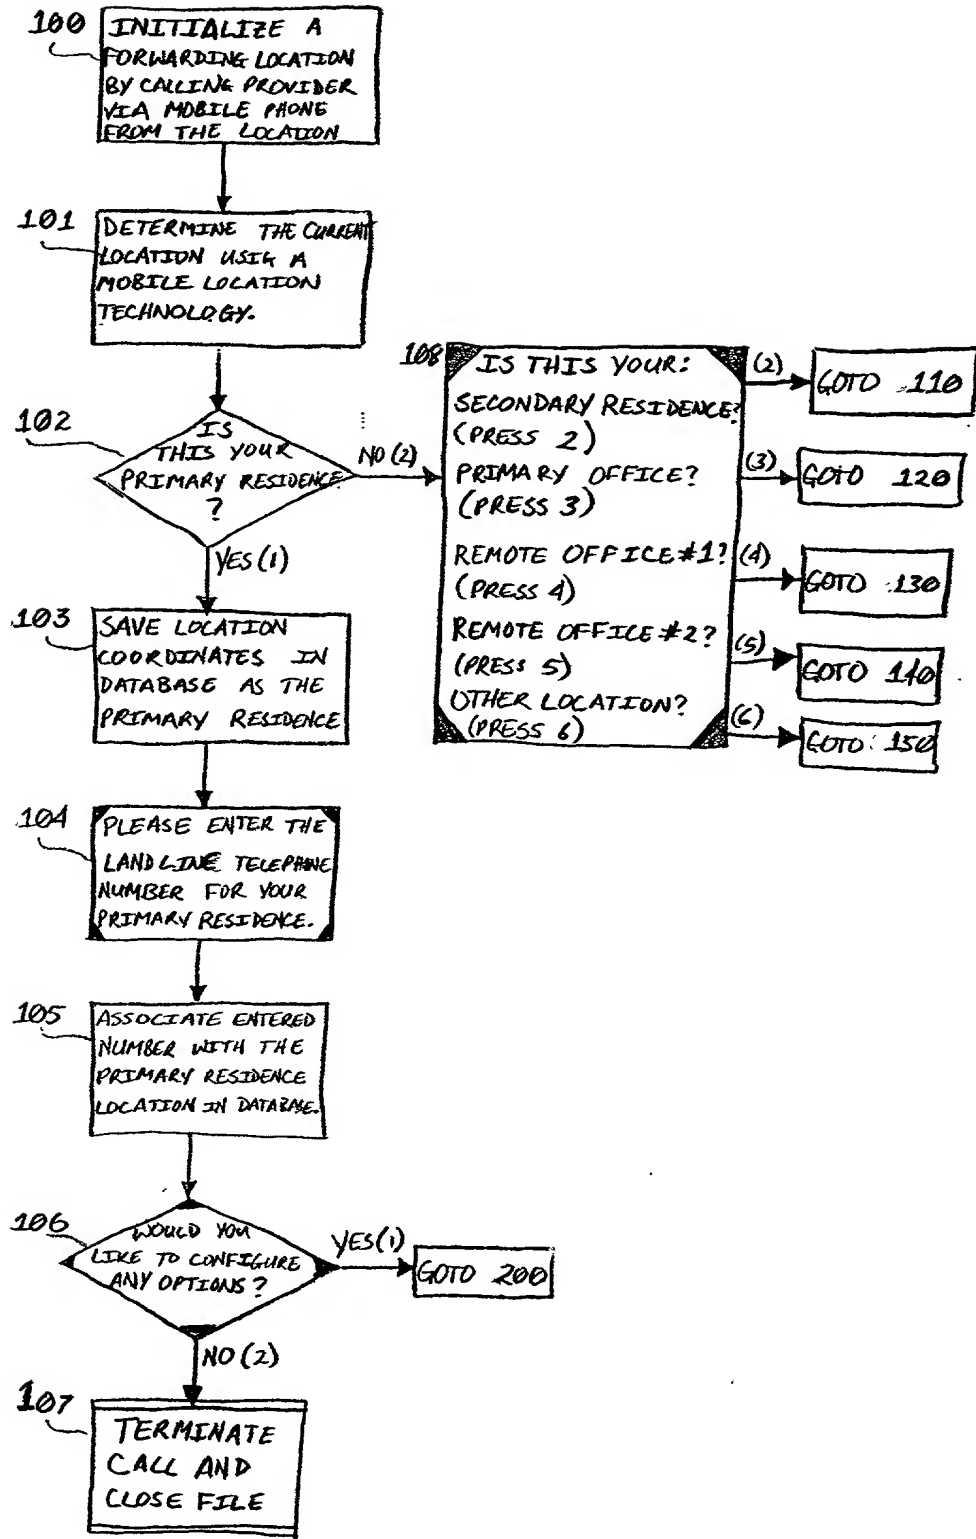 100
INITIALIZE A
FORWARDING LOCATION
BY CALLING PROVIDER
VIA MOBILE PHONE
FROM THE LOCATION
101
DETERMINE THE CURRENT
LOCATION USIG A
MOBILE LOCATION
TECHNOLOGY.
102
IS
THIS YOUR
PRIMARY RESIDENCE
?
NO(2)
YES(1)
108
IS THIS YOUR:
SECONDARY RESIDENCE?
(PRESS 2)
PRIMARY OFFICE?
(PRESS 3)
REMOTE OFFICE #1?
(PRESS 4)
REMOTE OFFICE #2?
(PRESS 5)
OTHER LOCATION?
(PRESS 6)
(2)
GOTO 110
(3)
GOTO 120
(4)
GOTO 130
(5)
GOTO 140
(6)
GOTO 150
103
SAVE LOCATION
COORDINATES IN
DATABASE AS THE
PRIMARY RESIDENCE
104
PLEASE ENTER THE
LANDLINE TELEPHONE
NUMBER FOR YOUR
PRIMARY RESIDENCE.
105
ASSOCIATE ENTERED
NUMBER WITH THE
PRIMARY RESIDENCE
LOCATION IN DATABASE.
106
WOULD YOU
LIKE TO CONFIGURE
ANY OPTIONS?
YES(1)
GOTO 200
NO(2)
107
TERMINATE
CALL AND
CLOSE FILE